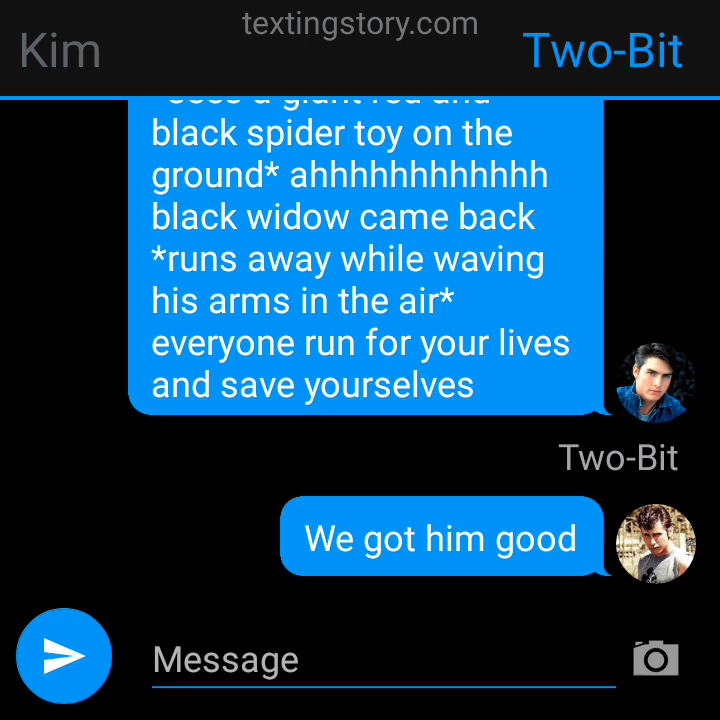 textingstory.com
Kim
Two-Bit
black spider toy on the
ground* ahhhhhhhhhhhh
black widow came back
*runs away while waving
his arms in the air*
everyone run for your lives
and save yourselves
Two-Bit
We got him good
Message